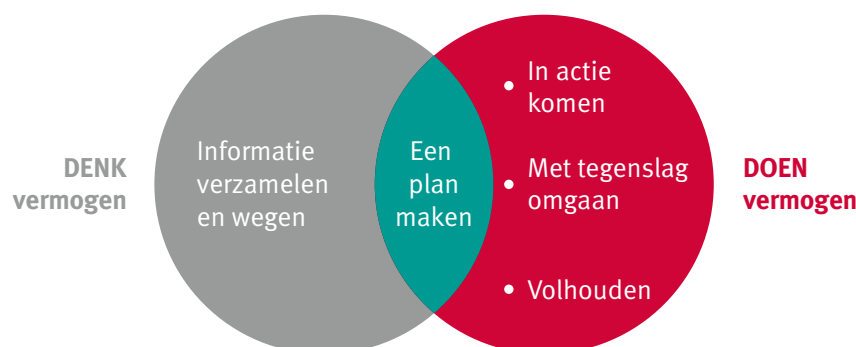 DENK
vermogen
Informatie
verzamelen
en wegen
Een
plan
maken
• In actie
komen
• Met tegenslag
omgaan
• Volhouden
DOEN
vermogen